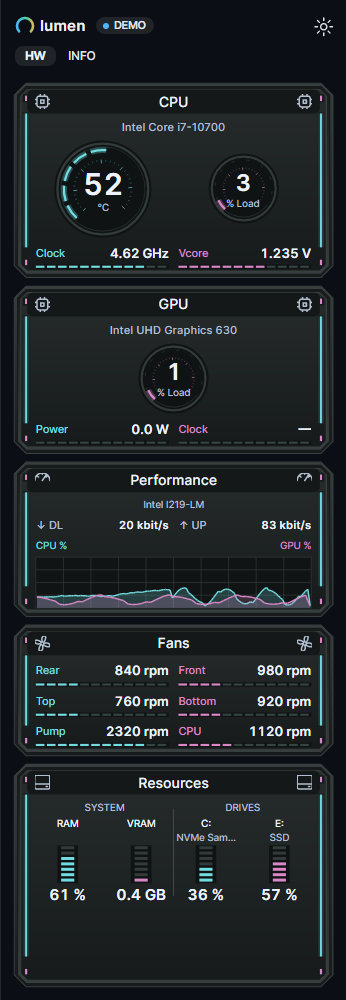 lumen DEMO
HW INFO
CPU
Intel Core i7-10700
52
°C
3
% Load
Clock 4.62 GHz Vcore 1.235 V
GPU
Intel UHD Graphics 630
1
% Load
Power 0.0 W Clock —
Performance
Intel I219-LM
↓ DL 20 kbit/s ↑ UP 83 kbit/s
CPU % GPU %
Fans
Rear 840 rpm Front 980 rpm
Top 760 rpm Bottom 920 rpm
Pump 2320 rpm CPU 1120 rpm
Resources
SYSTEM DRIVES
RAM VRAM C: E:
NVMe Sam... SSD
61 % 0.4 GB 36 % 57 %